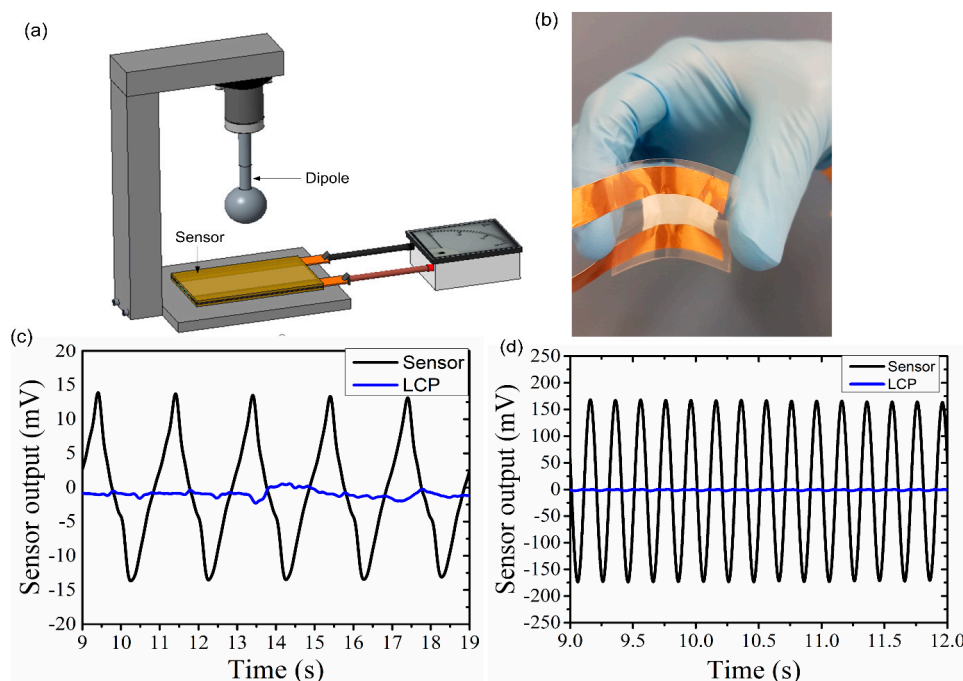 (a)
Dipole
Sensor
(b)
(c)
20
15
10
5
0
-5
-10
-15
-20
Sensor output (mV)
Sensor
LCP
9 10 11 12 13 14 15 16 17 18 19
Time (s)
(d)
250
200
150
100
50
0
-50
-100
-150
-200
-250
Sensor output (mV)
Sensor
LCP
9.0 9.5 10.0 10.5 11.0 11.5 12.0
Time (s)